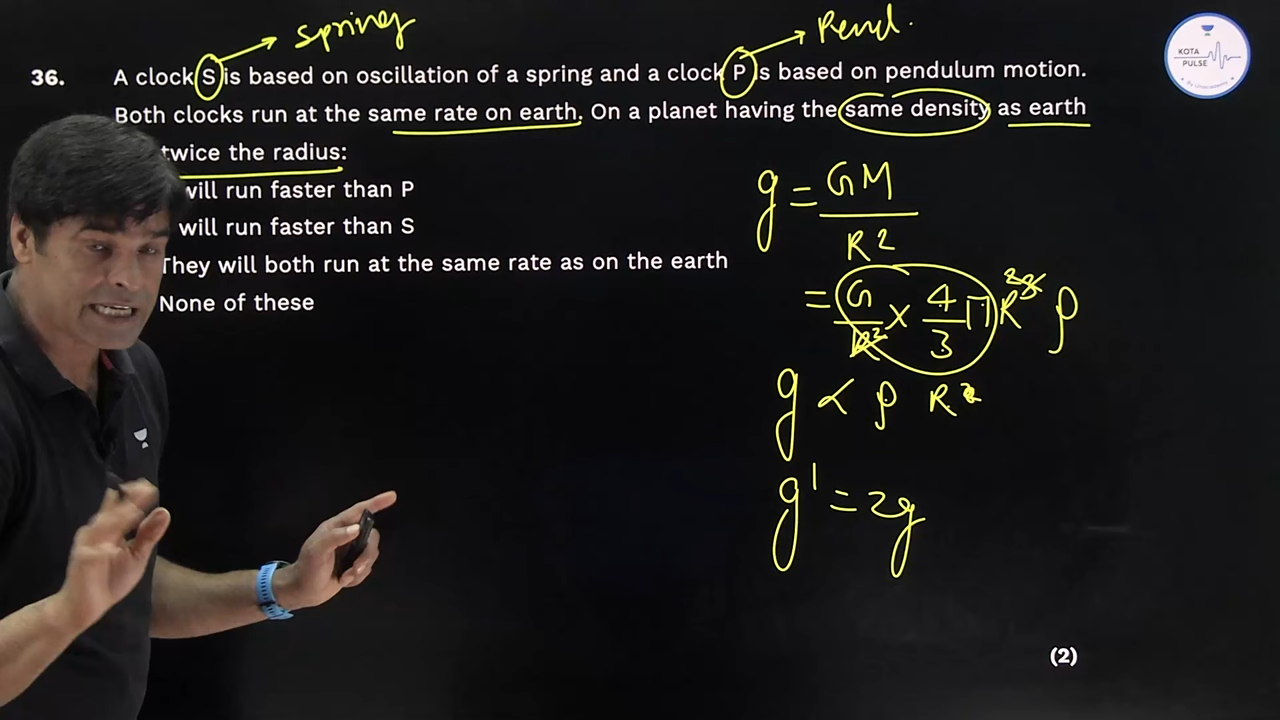 Spring
Pend.
36. A clock S is based on oscillation of a spring and a clock P is based on pendulum motion.
Both clocks run at the same rate on earth. On a planet having the same density as earth
twice the radius:
will run faster than P
will run faster than S
They will both run at the same rate as on the earth
None of these
g = GM / R²
= G / R² × 4 / 3 π R³ ρ
g ∝ ρ R
g' = 2g
(2)
KOTA
PULSE